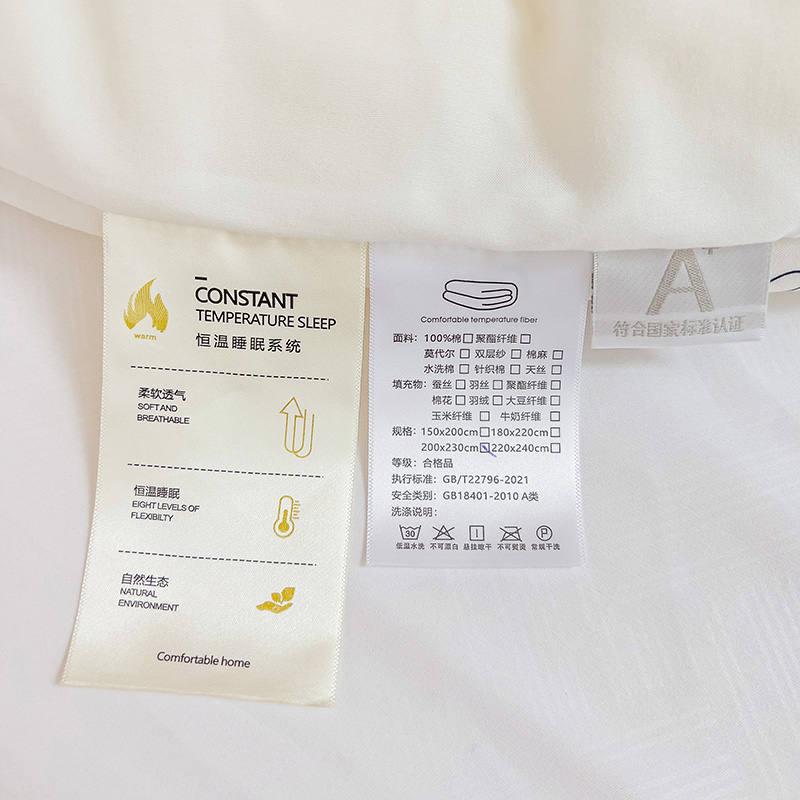 warm
CONSTANT
TEMPERATURE SLEEP
恒温睡眠系统
柔软透气
SOFT AND
BREATHABLE
恒温睡眠
EIGHT LEVELS OF
FLEXIBILTY
自然生态
NATURAL
ENVIRONMENT
Comfortable home
Comfortable temperature fiber
面料：100%棉□ 聚酯纤维□
莫代尔□ 双层纱□ 棉麻□
水洗棉□ 针织棉□ 天丝□
填充物：蚕丝□ 羽丝□ 聚酯纤维□
棉花□ 羽绒□ 大豆纤维□
玉米纤维□ 牛奶纤维□
规格：150x200cm□ 180x220cm□
200x230cm☑ 220x240cm□
等级：合格品
执行标准：GB/T22796-2021
安全类别：GB18401-2010 A类
洗涤说明：
30 P
低温水洗 不可漂白 悬挂晾干 不可熨烫 常规干洗
A+
符合国家标准认证